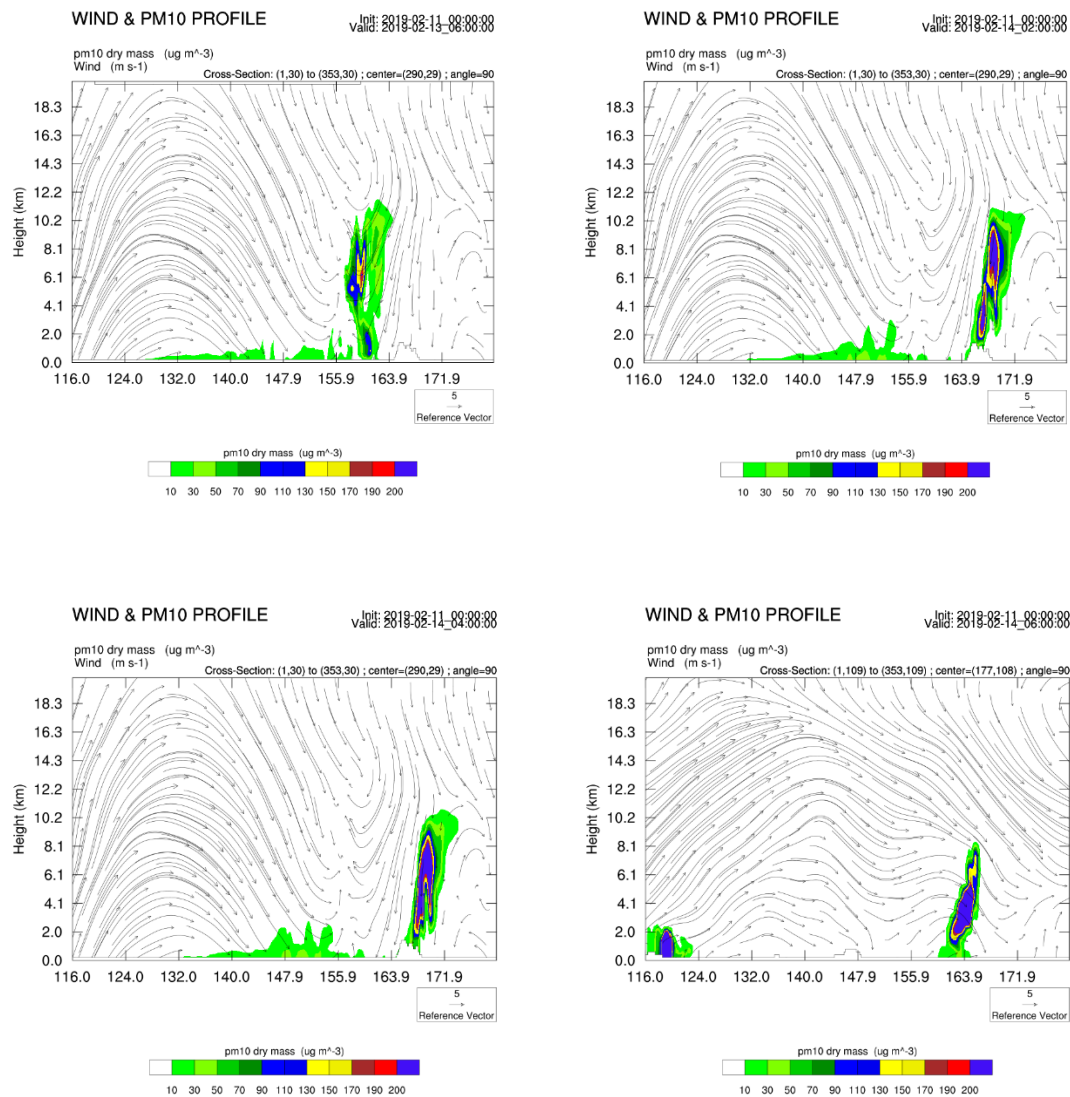 WIND & PM10 PROFILE
Init: 2019-02-11_00:00:00
Valid: 2019-02-13_06:00:00
pm10 dry mass (ug m^-3)
Wind (m s-1)
Cross-Section: (1,30) to (353,30) ; center=(290,29) ; angle=90
18.3
16.3
14.3
12.2
10.2
8.1
6.1
4.1
2.0
0.0
Height (km)
116.0 124.0 132.0 140.0 147.9 155.9 163.9 171.9
5
Reference Vector
pm10 dry mass (ug m^-3)
10 30 50 70 90 110 130 150 170 190 200
WIND & PM10 PROFILE
Init: 2019-02-11_00:00:00
Valid: 2019-02-14_02:00:00
pm10 dry mass (ug m^-3)
Wind (m s-1)
Cross-Section: (1,30) to (353,30) ; center=(290,29) ; angle=90
18.3
16.3
14.3
12.2
10.2
8.1
6.1
4.1
2.0
0.0
Height (km)
116.0 124.0 132.0 140.0 147.9 155.9 163.9 171.9
5
Reference Vector
pm10 dry mass (ug m^-3)
10 30 50 70 90 110 130 150 170 190 200
WIND & PM10 PROFILE
Init: 2019-02-11_00:00:00
Valid: 2019-02-14_04:00:00
pm10 dry mass (ug m^-3)
Wind (m s-1)
Cross-Section: (1,30) to (353,30) ; center=(290,29) ; angle=90
18.3
16.3
14.3
12.2
10.2
8.1
6.1
4.1
2.0
0.0
Height (km)
116.0 124.0 132.0 140.0 147.9 155.9 163.9 171.9
5
Reference Vector
pm10 dry mass (ug m^-3)
10 30 50 70 90 110 130 150 170 190 200
WIND & PM10 PROFILE
Init: 2019-02-11_00:00:00
Valid: 2019-02-14_06:00:00
pm10 dry mass (ug m^-3)
Wind (m s-1)
Cross-Section: (1,109) to (353,109) ; center=(177,108) ; angle=90
18.3
16.3
14.3
12.2
10.2
8.1
6.1
4.1
2.0
0.0
Height (km)
116.0 124.0 132.0 140.0 147.9 155.9 163.9 171.9
5
Reference Vector
pm10 dry mass (ug m^-3)
10 30 50 70 90 110 130 150 170 190 200